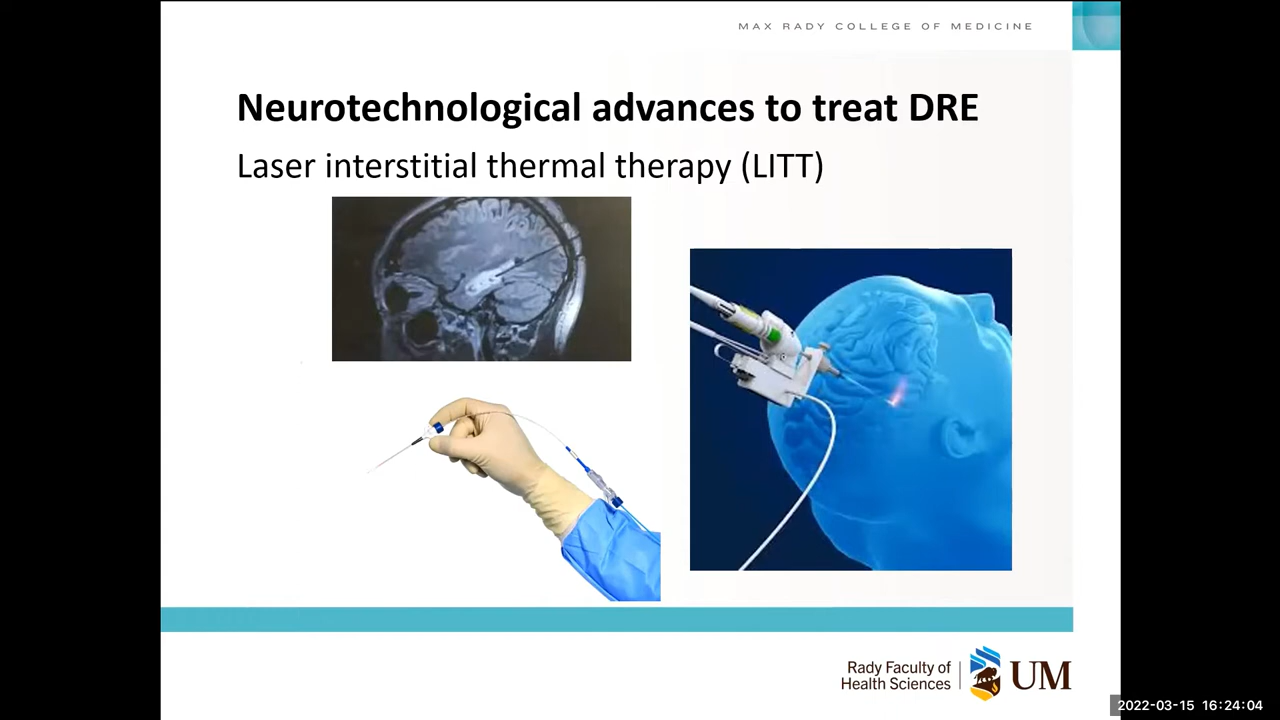 MAX RADY COLLEGE OF MEDICINE
Neurotechnological advances to treat DRE
Laser interstitial thermal therapy (LITT)
Rady Faculty of
Health Sciences
UM
2022-03-15 16:24:04